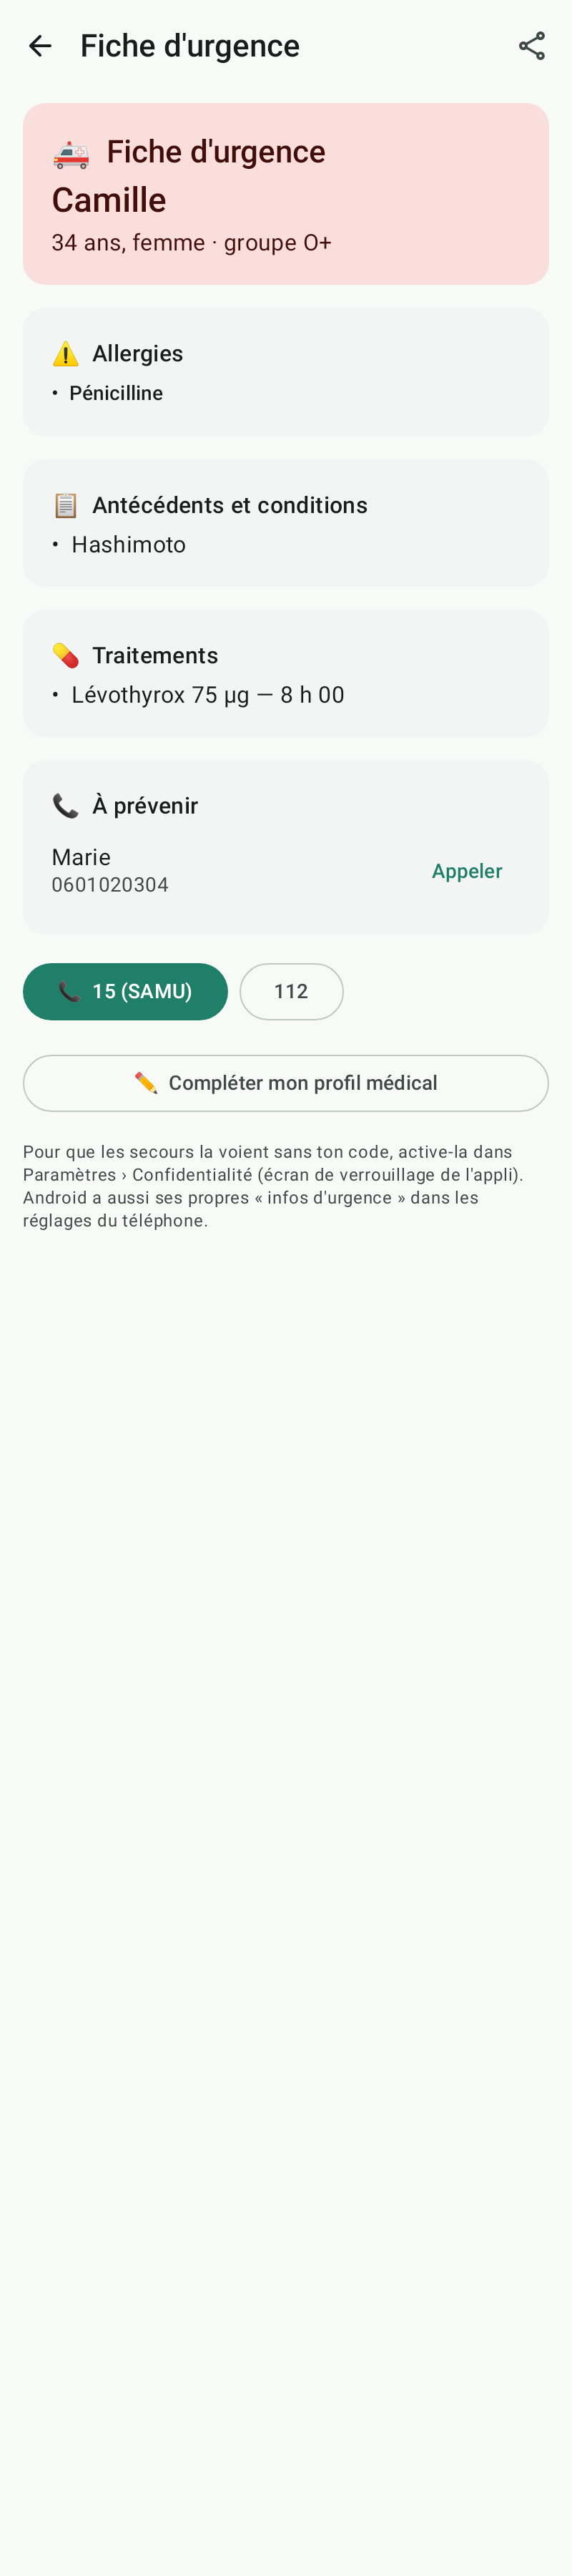 Fiche d'urgence
Fiche d'urgence
Camille
34 ans, femme · groupe O+
Allergies
• Pénicilline
Antécédents et conditions
• Hashimoto
Traitements
• Lévothyrox 75 µg — 8 h 00
À prévenir
Marie
0601020304
Appeler
15 (SAMU)
112
Compléter mon profil médical
Pour que les secours la voient sans ton code, active-la dans
Paramètres › Confidentialité (écran de verrouillage de l'appli).
Android a aussi ses propres « infos d'urgence » dans les
réglages du téléphone.